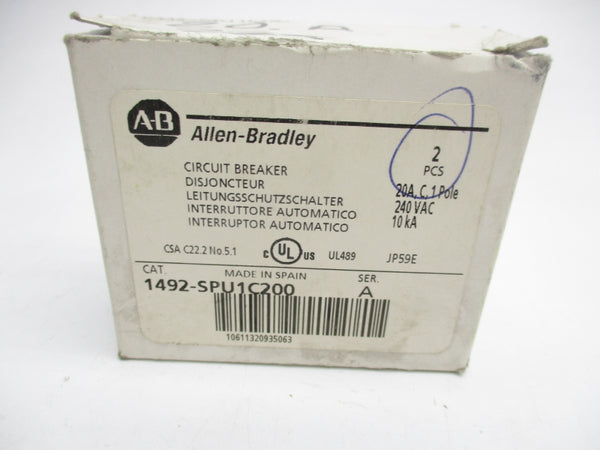 A-B
Allen-Bradley
2
PCS
CIRCUIT BREAKER
DISJONCTEUR
LEITUNGSSCHUTZSCHALTER
INTERRUTTORE AUTOMATICO
INTERRUPTOR AUTOMATICO
20A, C, 1 Pole
240 VAC
10 kA
CSA C22.2 No.5.1
c UL us
UL489
JP59E
CAT.
MADE IN SPAIN
SER.
1492-SPU1C200
A
10611320935063